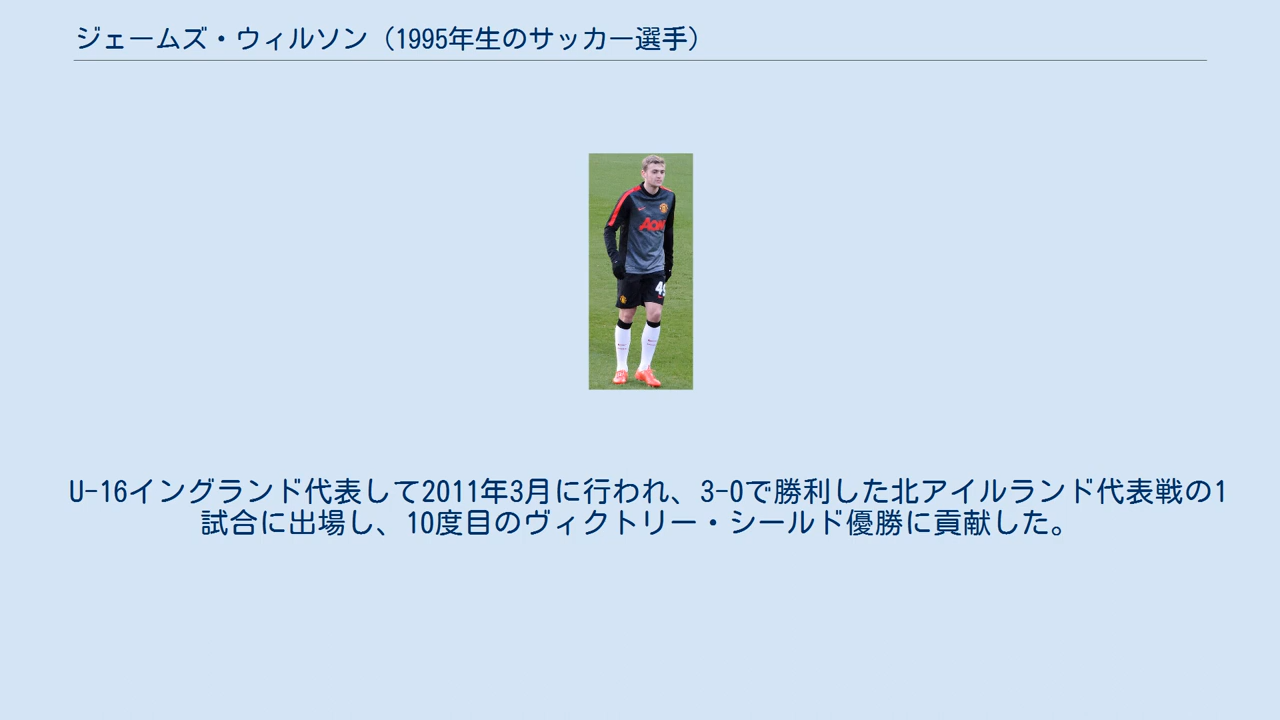 ジェームズ・ウィルソン（1995年生のサッカー選手）
AON
U-16イングランド代表して2011年3月に行われ、3-0で勝利した北アイルランド代表戦の1
試合に出場し、10度目のヴィクトリー・シールド優勝に貢献した。